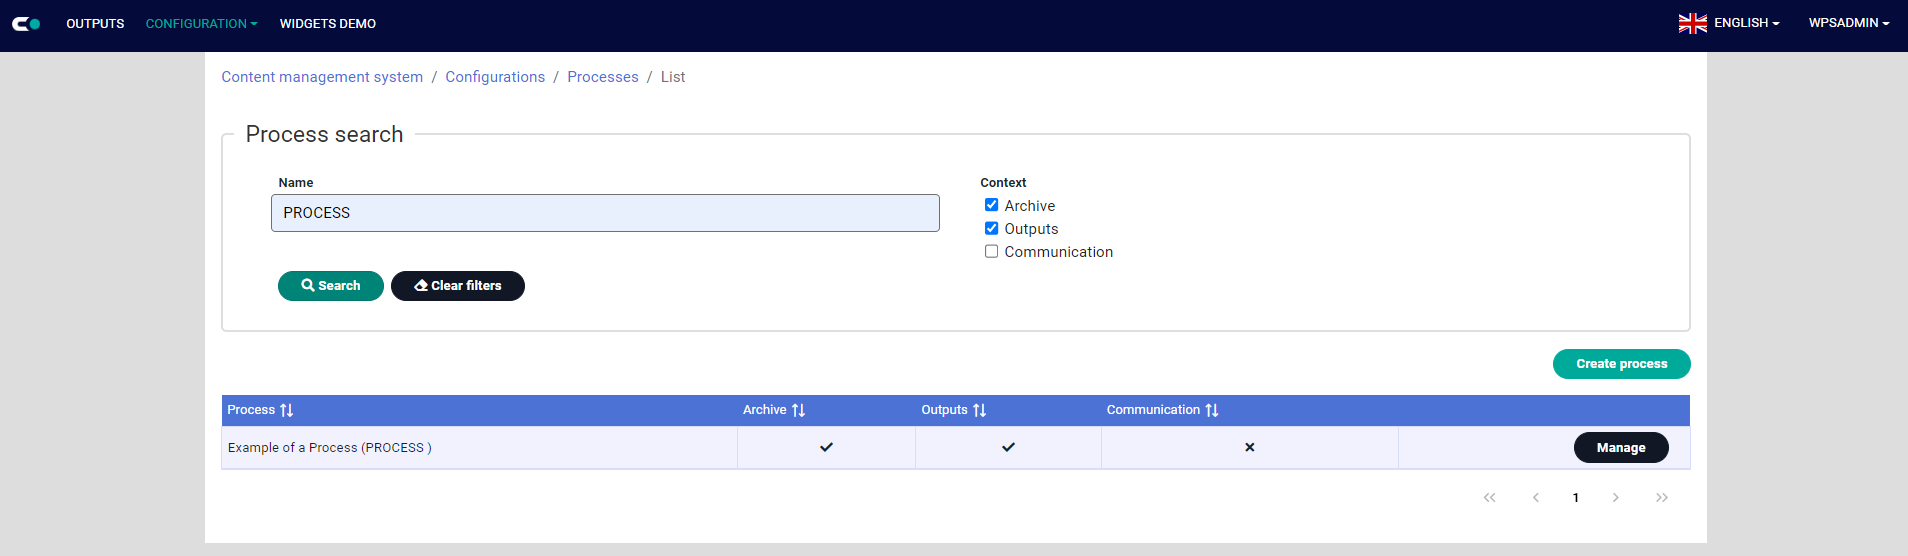 OUTPUTS CONFIGURATION WIDGETS DEMO ENGLISH WPSADMIN
Content management system / Configurations / Processes / List
Process search
Name
PROCESS
Context
Archive
Outputs
Communication
Search Clear filters
Create process
Process Archive Outputs Communication
Example of a Process (PROCESS ) Manage
1